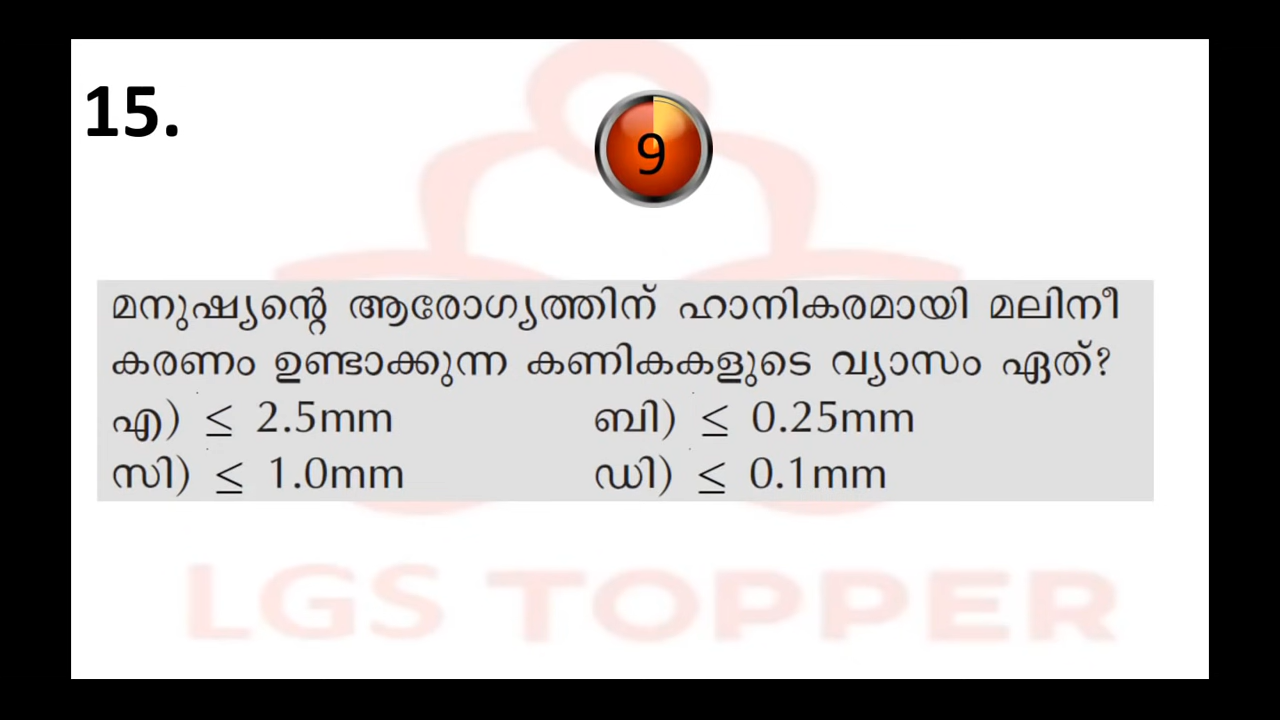 15.
9
മനുഷ്യന്റെ ആരോഗ്യത്തിന് ഹാനികരമായി മലിനീ
കരണം ഉണ്ടാക്കുന്ന കണികകളുടെ വ്യാസം ഏത്?
എ) ≤ 2.5mm ബി) ≤ 0.25mm
സി) ≤ 1.0mm ഡി) ≤ 0.1mm
LGS TOPPER